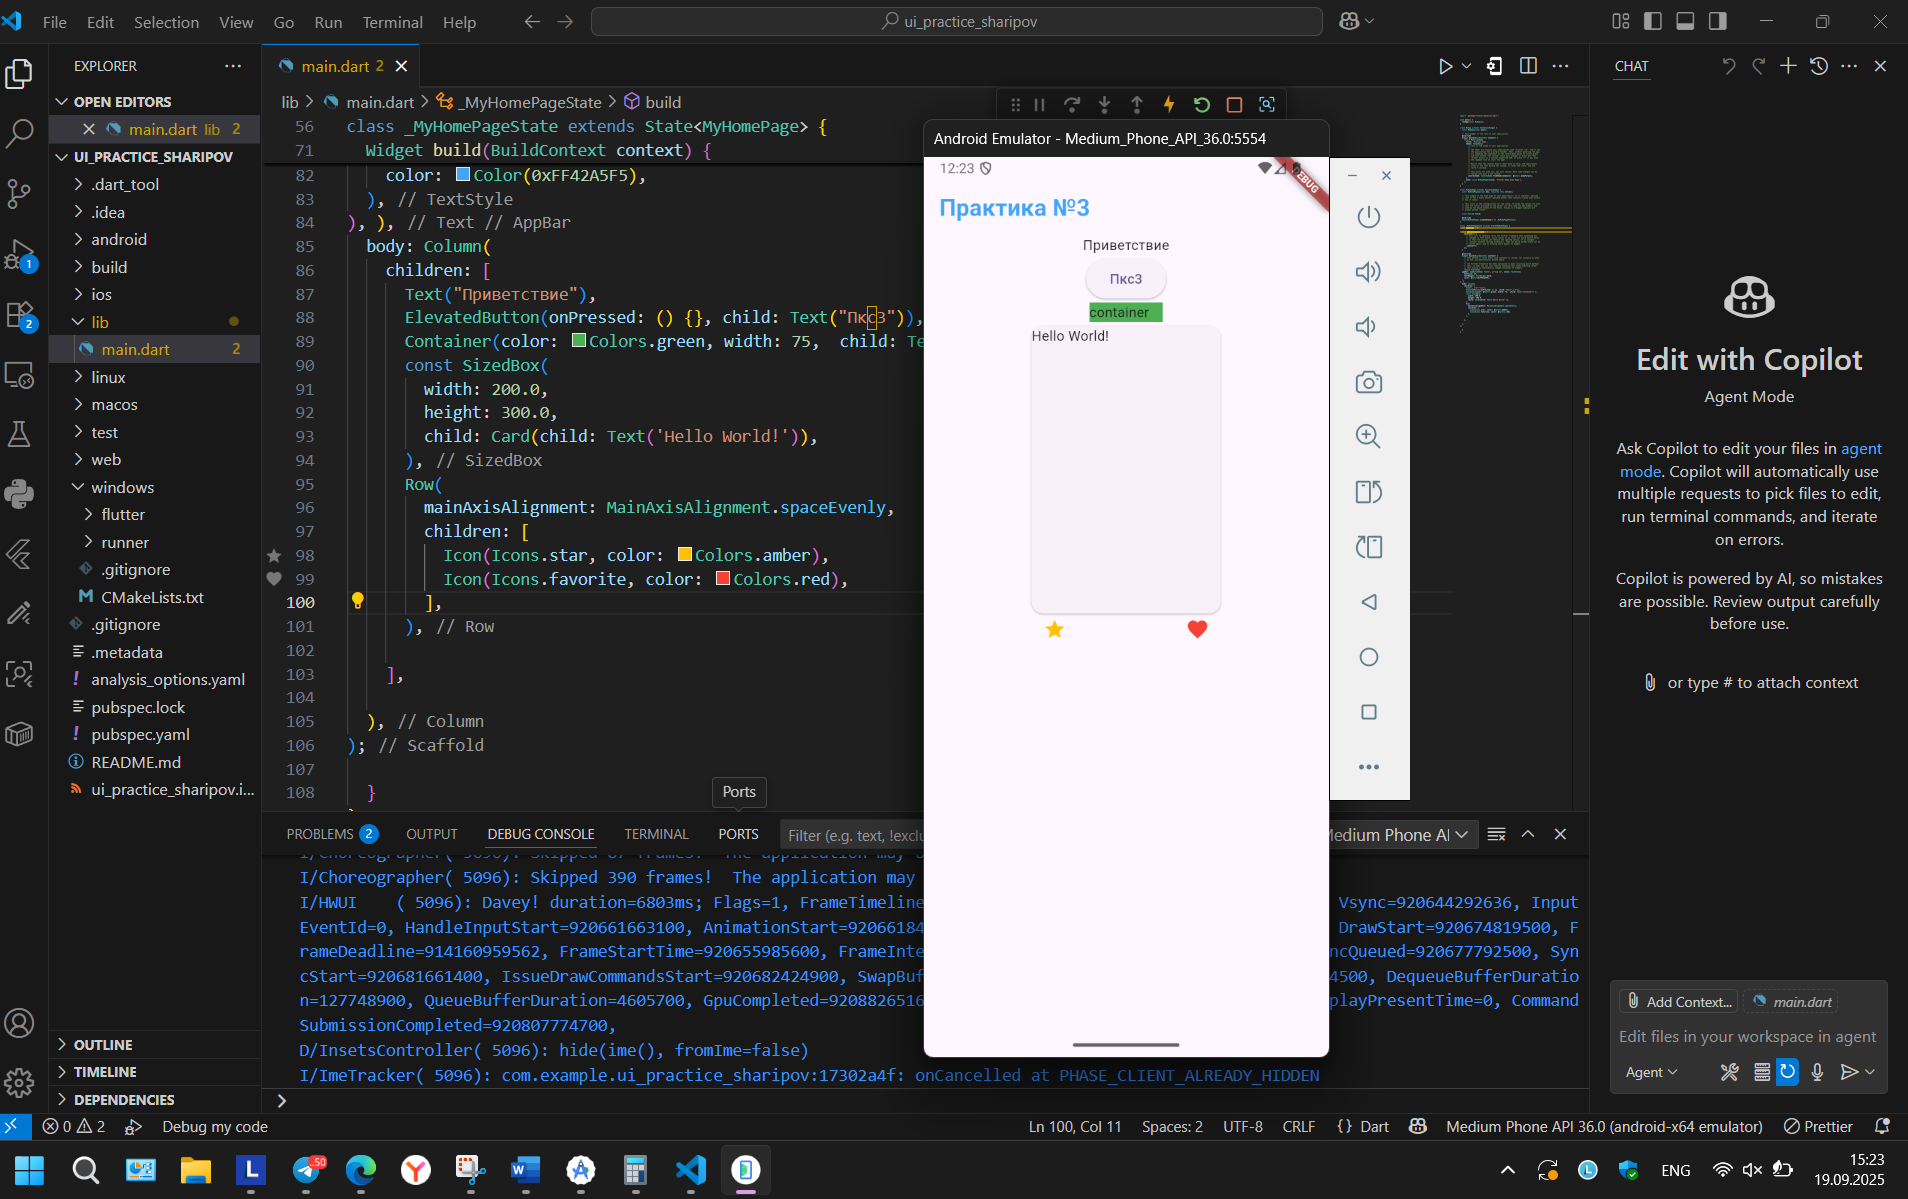 File Edit Selection View Go Run Terminal Help
ui_practice_sharipov
EXPLORER
OPEN EDITORS
main.dart lib 2
UI_PRACTICE_SHARIPOV
.dart_tool
.idea
android
build
ios
lib
main.dart 2
linux
macos
test
web
windows
flutter
runner
.gitignore
CMakeLists.txt
.gitignore
.metadata
analysis_options.yaml
pubspec.lock
pubspec.yaml
README.md
ui_practice_sharipov.i...
OUTLINE
TIMELINE
DEPENDENCIES
1
2
main.dart 2
lib > main.dart > _MyHomePageState > build
56 class _MyHomePageState extends State<MyHomePage> {
71 Widget build(BuildContext context) {
82 color: Color(0xFF42A5F5),
83 ), // TextStyle
84 ), ), // Text // AppBar
85 body: Column(
86 children: [
87 Text("Приветствие"),
88 ElevatedButton(onPressed: () {}, child: Text("Пкс3")),
89 Container(color: Colors.green, width: 75, child: Te
90 const SizedBox(
91 width: 200.0,
92 height: 300.0,
93 child: Card(child: Text('Hello World!')),
94 ), // SizedBox
95 Row(
96 mainAxisAlignment: MainAxisAlignment.spaceEvenly,
97 children: [
98 Icon(Icons.star, color: Colors.amber),
99 Icon(Icons.favorite, color: Colors.red),
100 ],
101 ), // Row
102
103 ],
104
105 ), // Column
106 ); // Scaffold
107
108 }
Ports
PROBLEMS 2 OUTPUT DEBUG CONSOLE TERMINAL PORTS Filter (e.g. text, !exclu
Medium Phone AI
I/Choreographer( 5096): Skipped 390 frames!  The application may
I/HWUI    ( 5096): Davey! duration=6803ms; Flags=1, FrameTimeline Vsync=920644292636, Input
EventId=0, HandleInputStart=920661663100, AnimationStart=92066184 DrawStart=920674819500, F
rameDeadline=914160959562, FrameStartTime=920655985600, FrameInte ncQueued=920677792500, Syn
cStart=920681661400, IssueDrawCommandsStart=920682424900, SwapBuf 4500, DequeueBufferDuratio
n=127748900, QueueBufferDuration=4605700, GpuCompleted=9208826516 playPresentTime=0, Command
SubmissionCompleted=920807774700,
D/InsetsController( 5096): hide(ime(), fromIme=false)
I/ImeTracker( 5096): com.example.ui_practice_sharipov:17302a4f: onCancelled at PHASE_CLIENT_ALREADY_HIDDEN
Android Emulator - Medium_Phone_API_36.0:5554
12:23
Практика №3
Приветствие
Пкс3
container
Hello World!
CHAT
Edit with Copilot
Agent Mode
Ask Copilot to edit your files in agent
mode. Copilot will automatically use
multiple requests to pick files to edit,
run terminal commands, and iterate
on errors.
Copilot is powered by AI, so mistakes
are possible. Review output carefully
before use.
or type # to attach context
Add Context... main.dart
Edit files in your workspace in agent
Agent
0 2 Debug my code
Ln 100, Col 11 Spaces: 2 UTF-8 CRLF {} Dart Medium Phone API 36.0 (android-x64 emulator) Prettier
50
ENG
15:23
19.09.2025